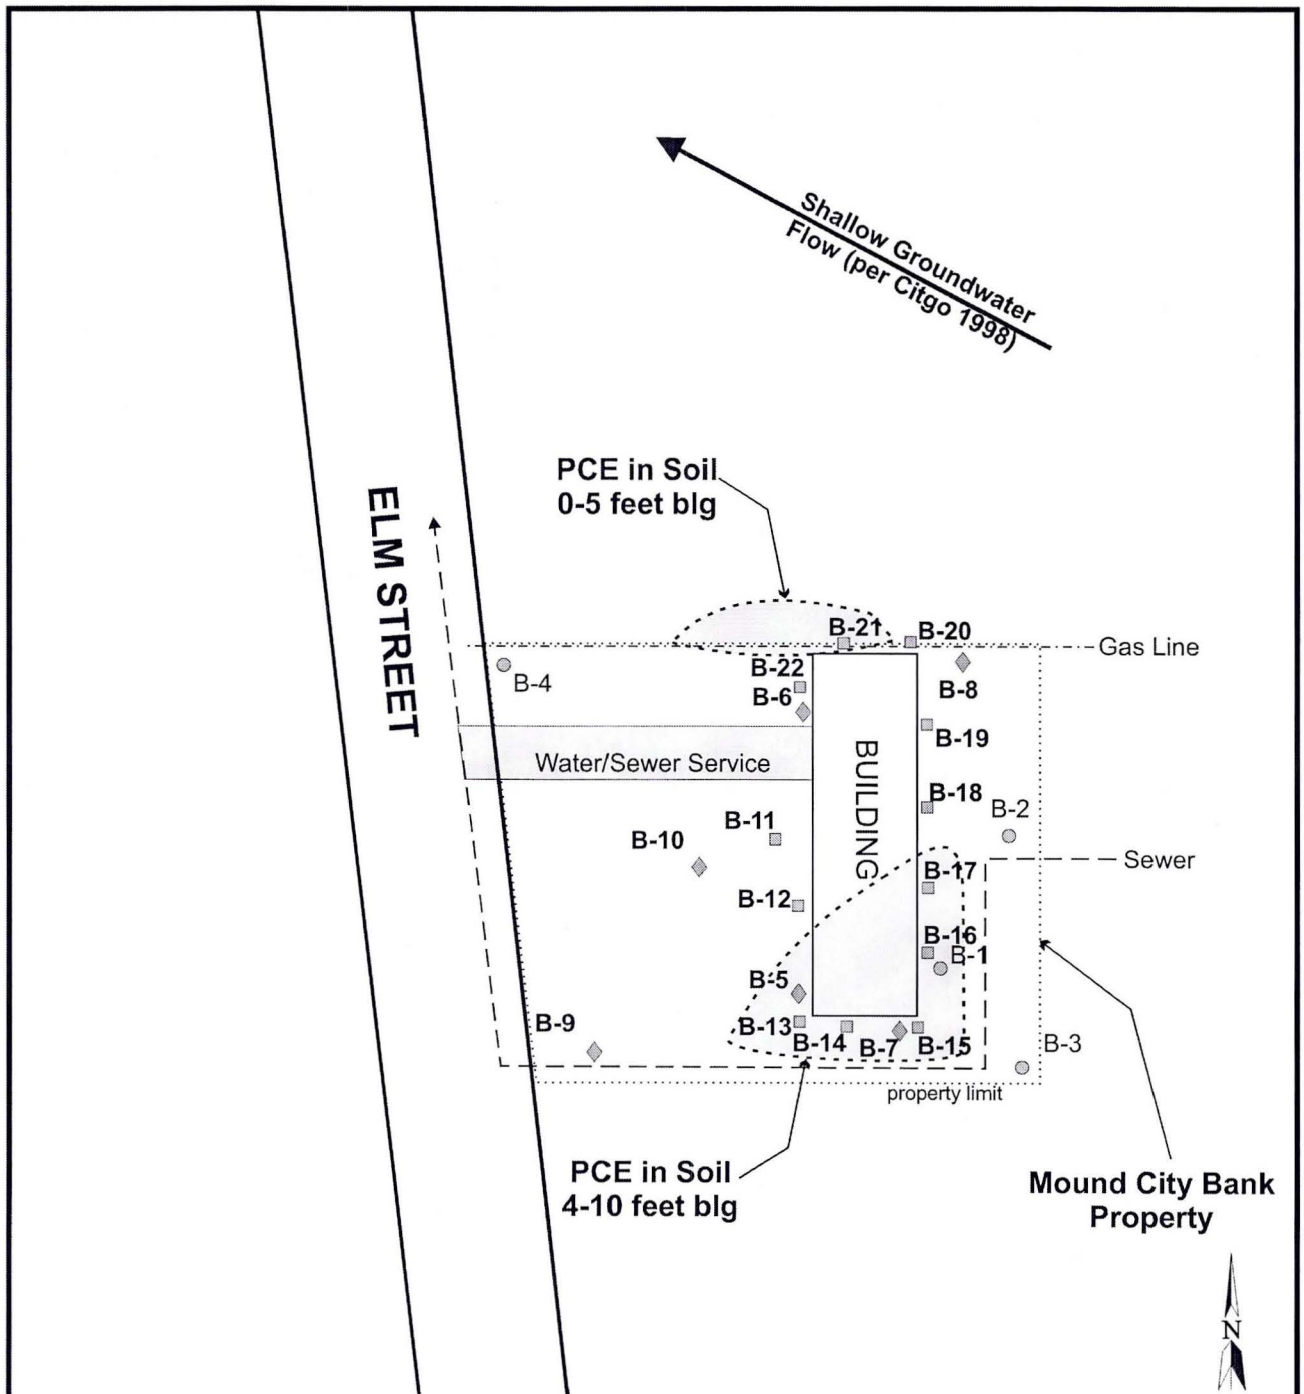 Shallow Groundwater
Flow (per Citgo 1998)
PCE in Soil
0-5 feet blg
ELM STREET
B-21
B-20
Gas Line
B-4
B-22
B-6
B-8
B-19
Water/Sewer Service
BUILDING
B-18
B-2
B-11
B-10
Sewer
B-17
B-12
B-16
B-1
B-5
B-9
B-13
B-14
B-7
B-15
B-3
property limit
PCE in Soil
4-10 feet blg
Mound City Bank
Property
N